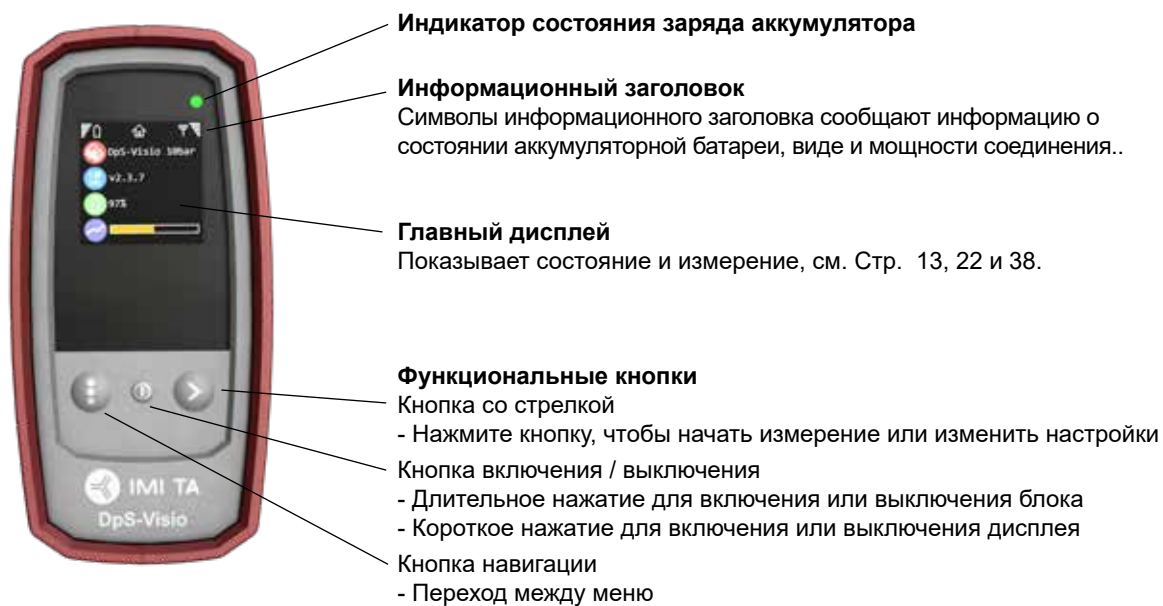 Индикатор состояния заряда аккумулятора
Информационный заголовок
Символы информационного заголовка сообщают информацию о
состоянии аккумуляторной батареи, виде и мощности соединения..
DpS-Visio 10bar
v2.3.7
97%
Главный дисплей
Показывает состояние и измерение, см. Стр. 13, 22 и 38.
Функциональные кнопки
Кнопка со стрелкой
- Нажмите кнопку, чтобы начать измерение или изменить настройки
Кнопка включения / выключения
- Длительное нажатие для включения или выключения блока
- Короткое нажатие для включения или выключения дисплея
Кнопка навигации
- Переход между меню
IMI TA
DpS-Visio